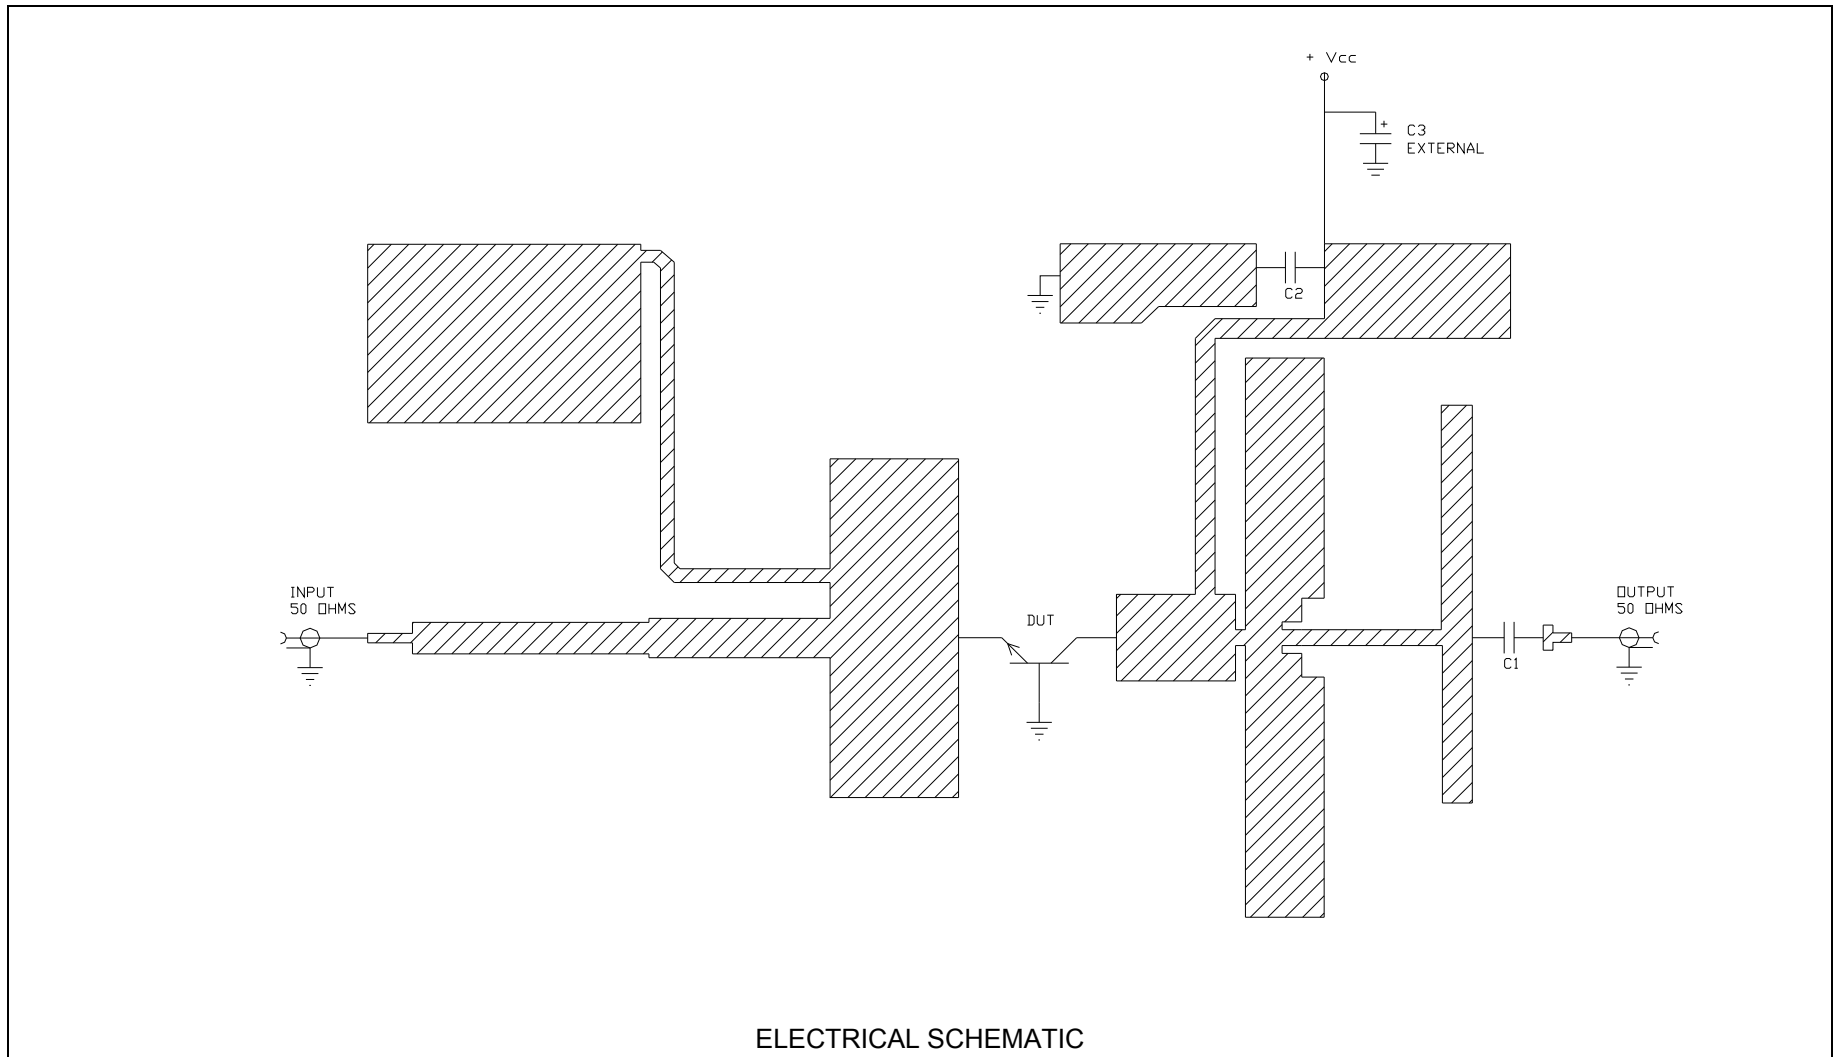 + Vcc
+
C3
EXTERNAL
C2
INPUT
50 OHMS
DUT
OUTPUT
50 OHMS
C1
ELECTRICAL SCHEMATIC